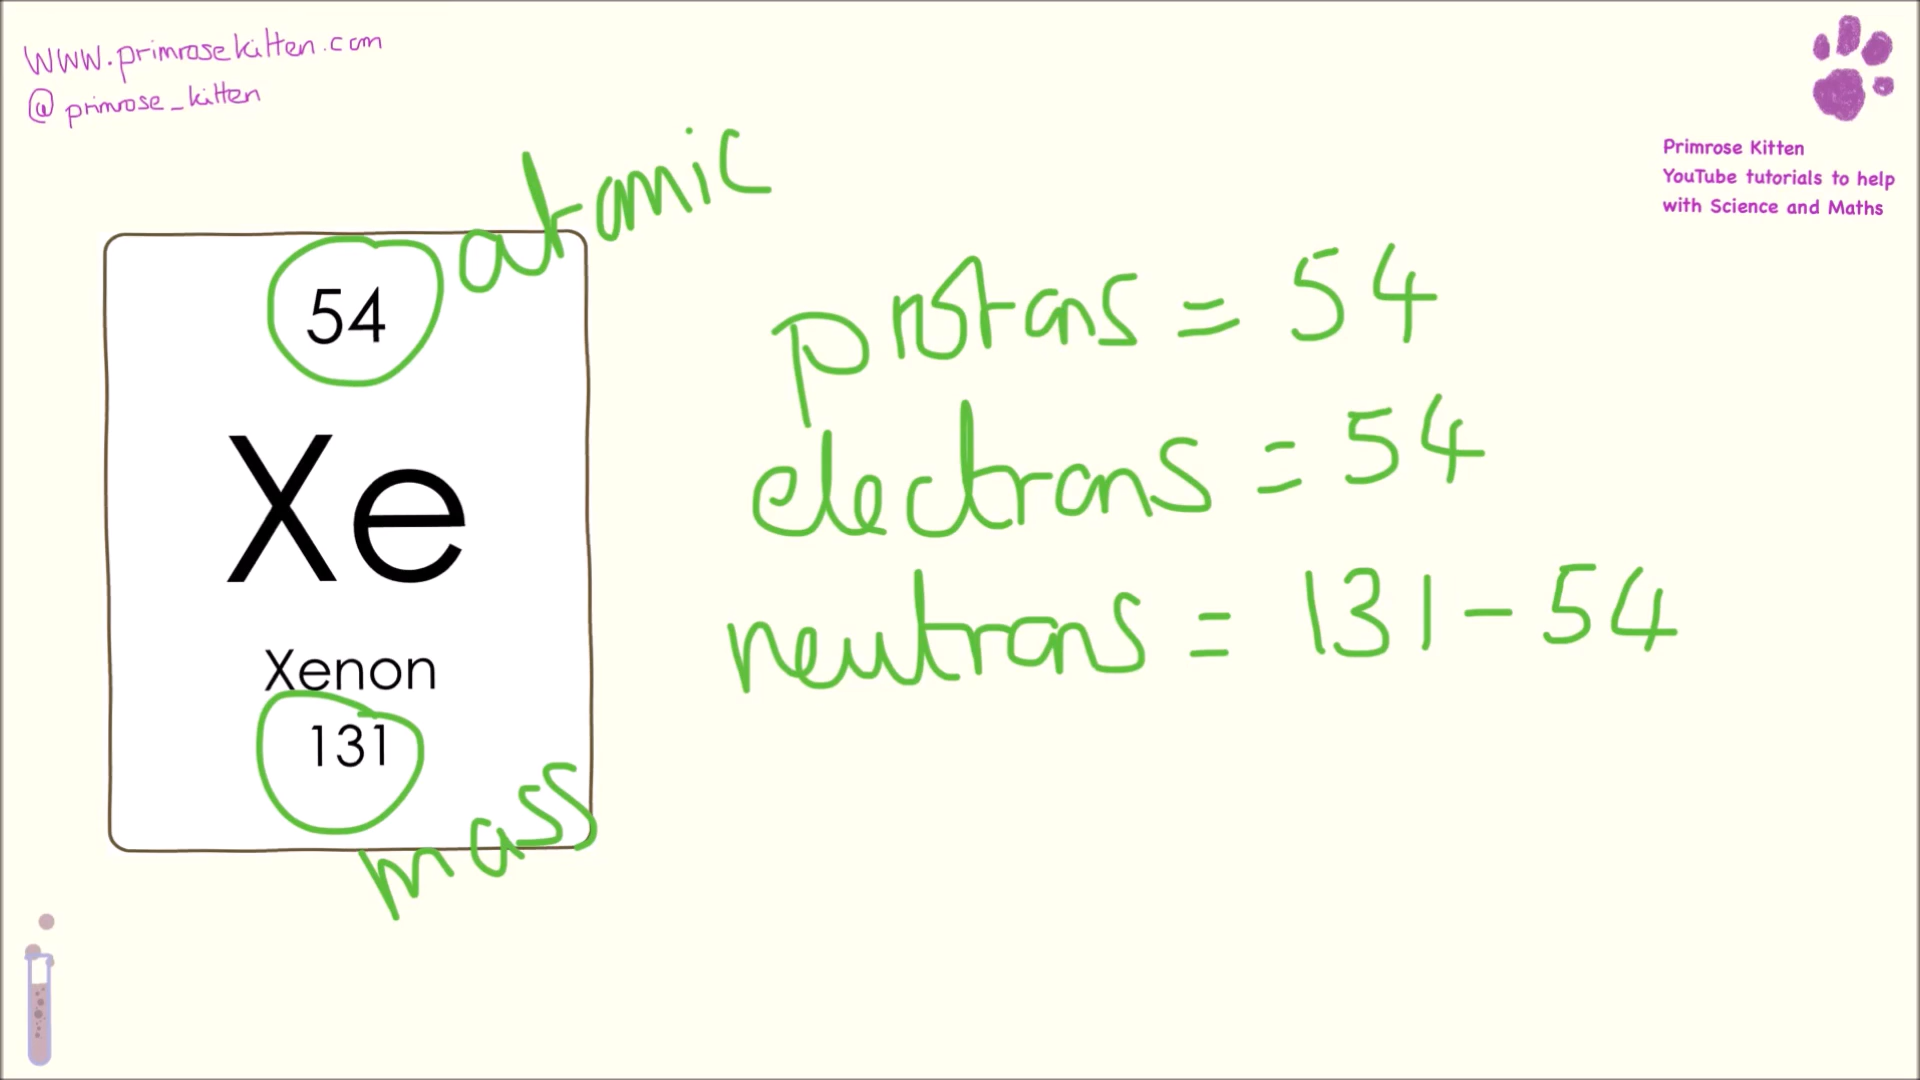 www.primrosekitten.com
@primrose_kitten
Primrose Kitten
YouTube tutorials to help
with Science and Maths
atomic
54
Xe
Xenon
131
mass
protons = 54
electrons = 54
neutrons = 131 - 54